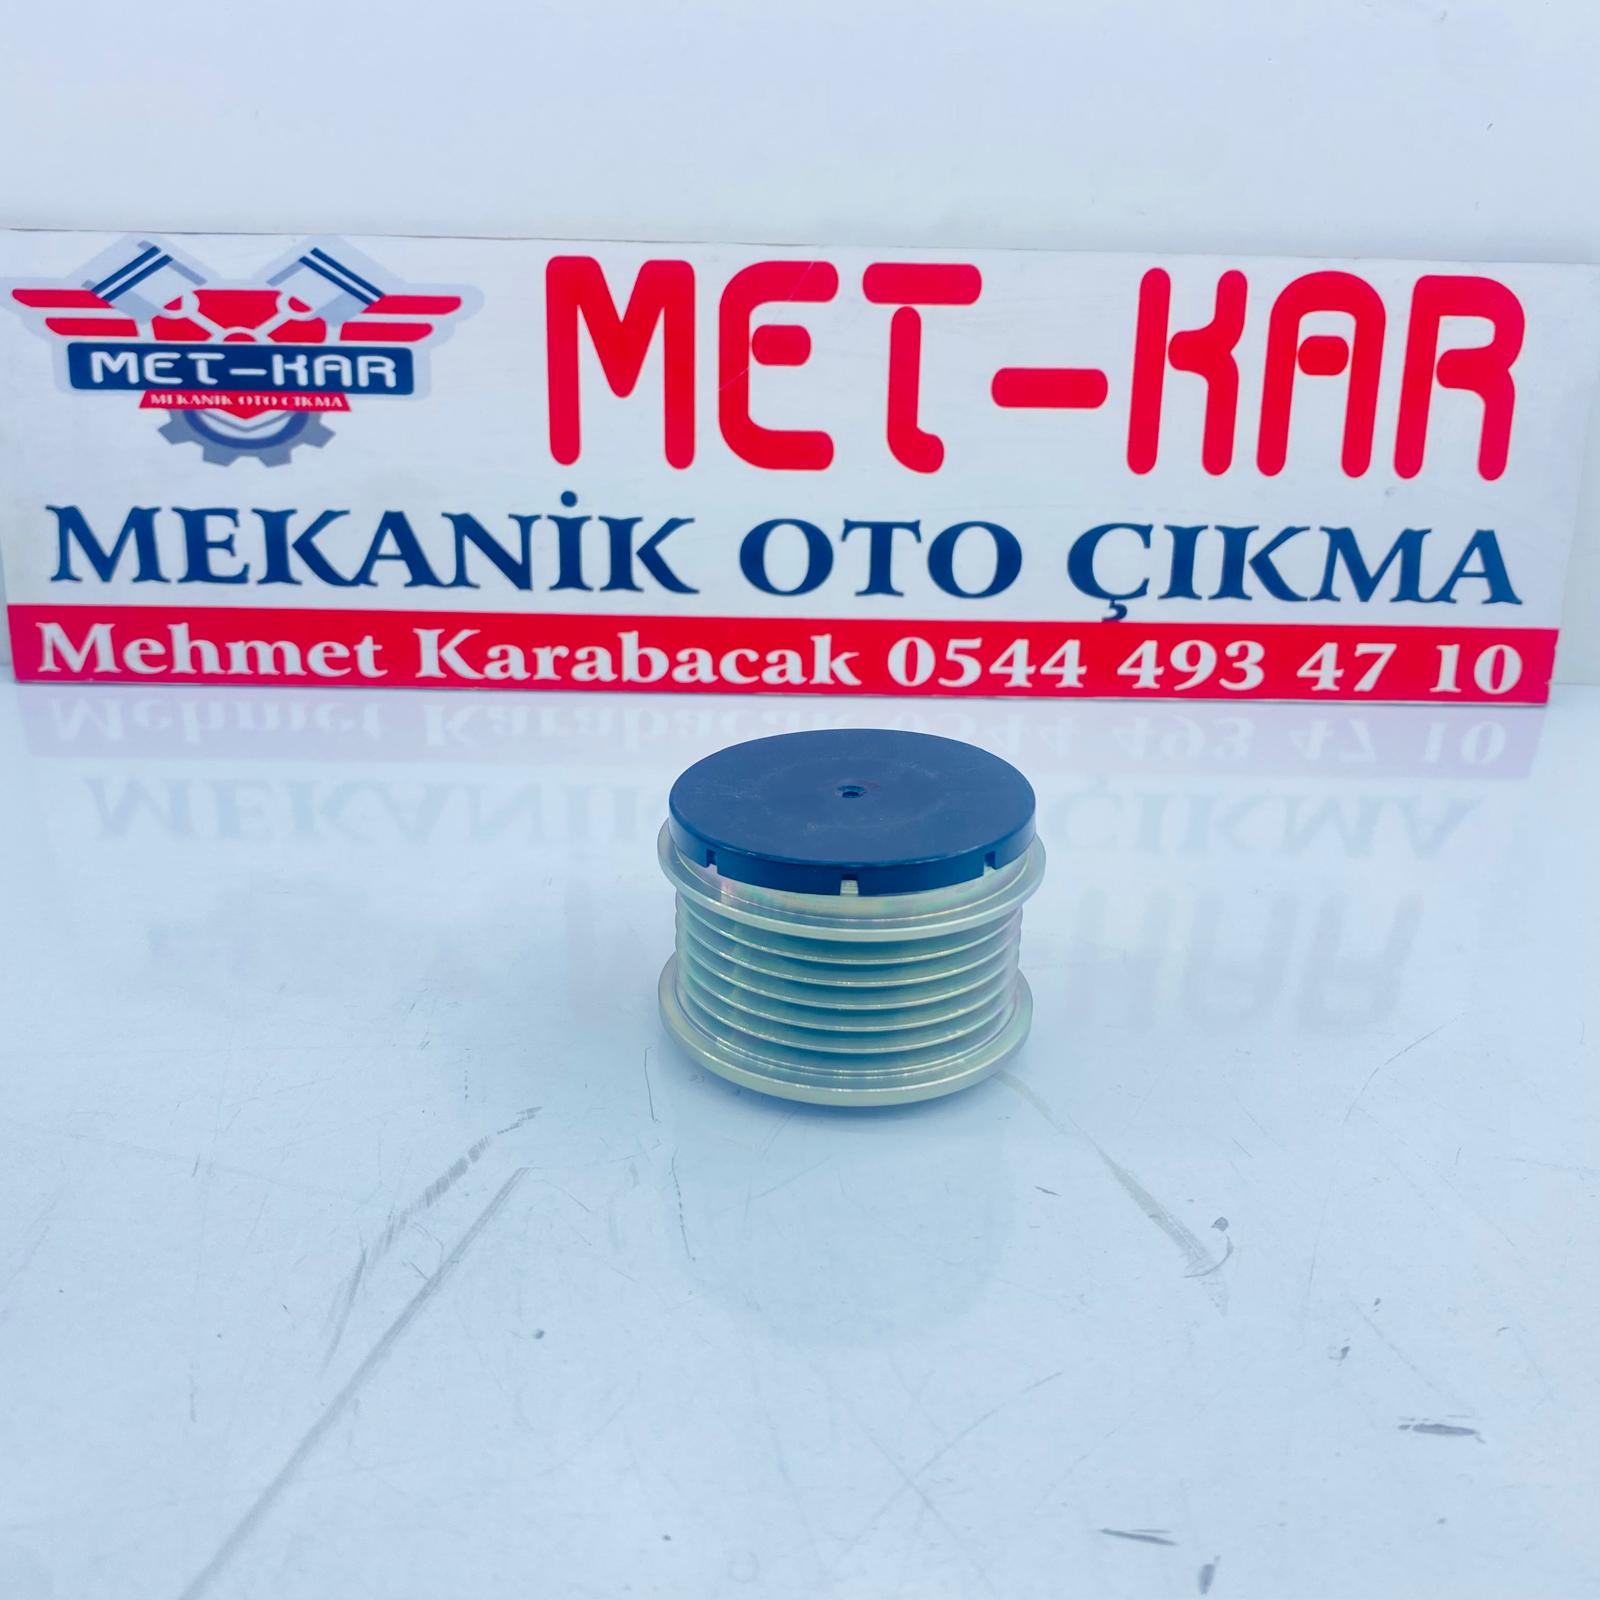 MET-KAR
MEKANİK OTO ÇIKMA
MET-KAR
MEKANİK OTO ÇIKMA
Mehmet Karabacak 0544 493 47 10